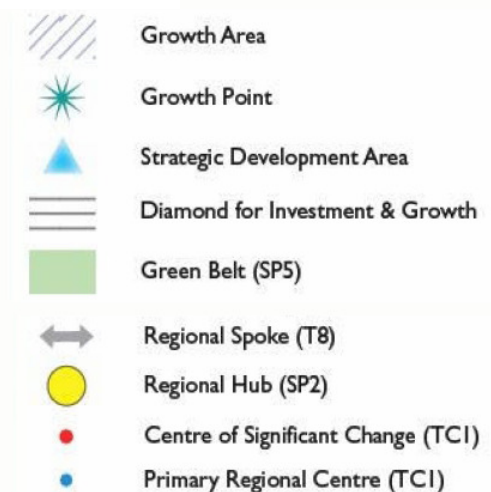 Growth Area
Growth Point
Strategic Development Area
Diamond for Investment & Growth
Green Belt (SP5)
Regional Spoke (T8)
Regional Hub (SP2)
Centre of Significant Change (TC1)
Primary Regional Centre (TC1)